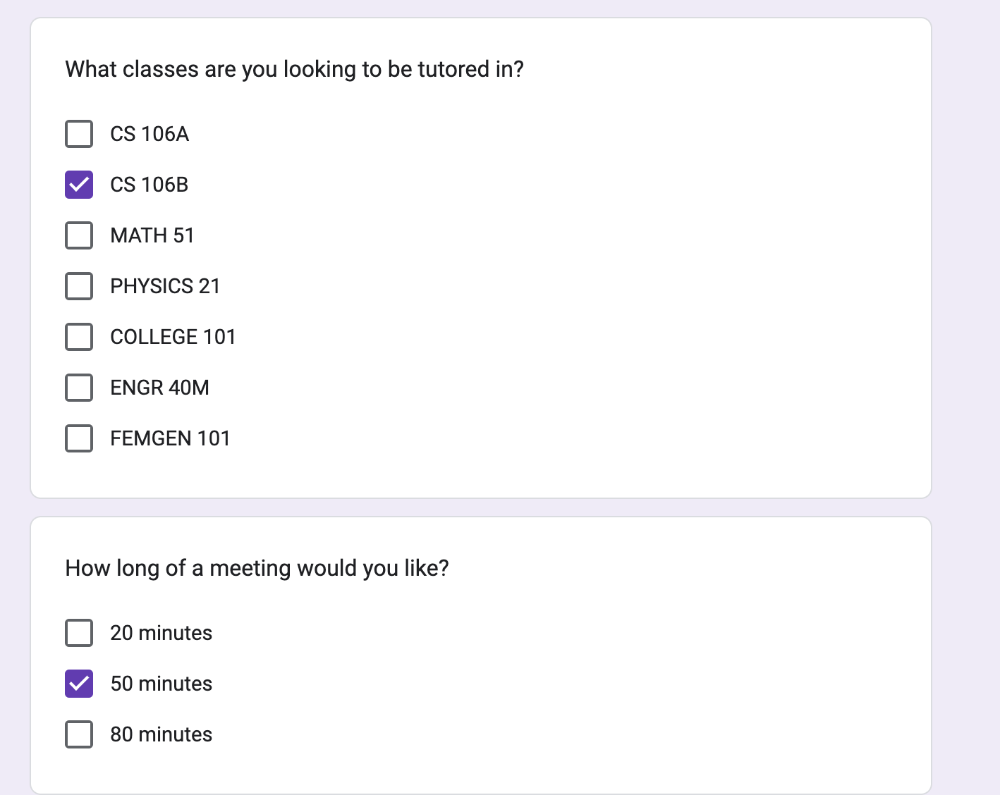 What classes are you looking to be tutored in?
CS 106A
CS 106B
MATH 51
PHYSICS 21
COLLEGE 101
ENGR 40M
FEMGEN 101
How long of a meeting would you like?
20 minutes
50 minutes
80 minutes